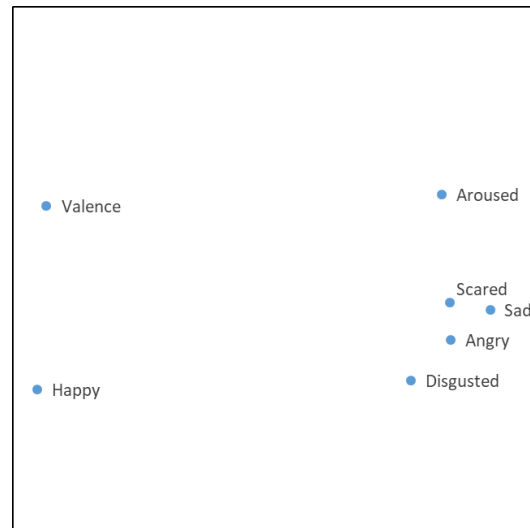 Aroused
Valence
Scared
Sad
Angry
Disgusted
Happy